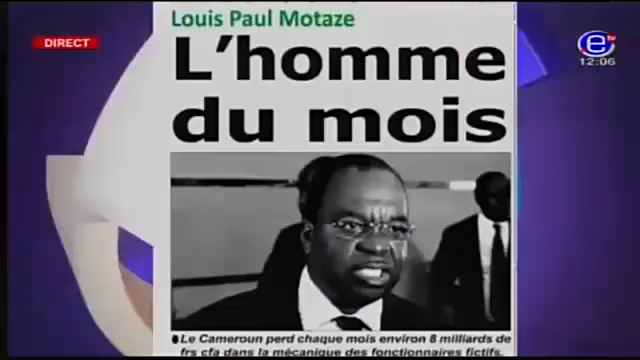 Louis Paul Motaze
L'homme
du mois
DIRECT
e tv
12:06
Le Cameroun perd chaque mois environ 8 milliards de
frs cfa dans la mécanique des fonctionnaires fictifs.